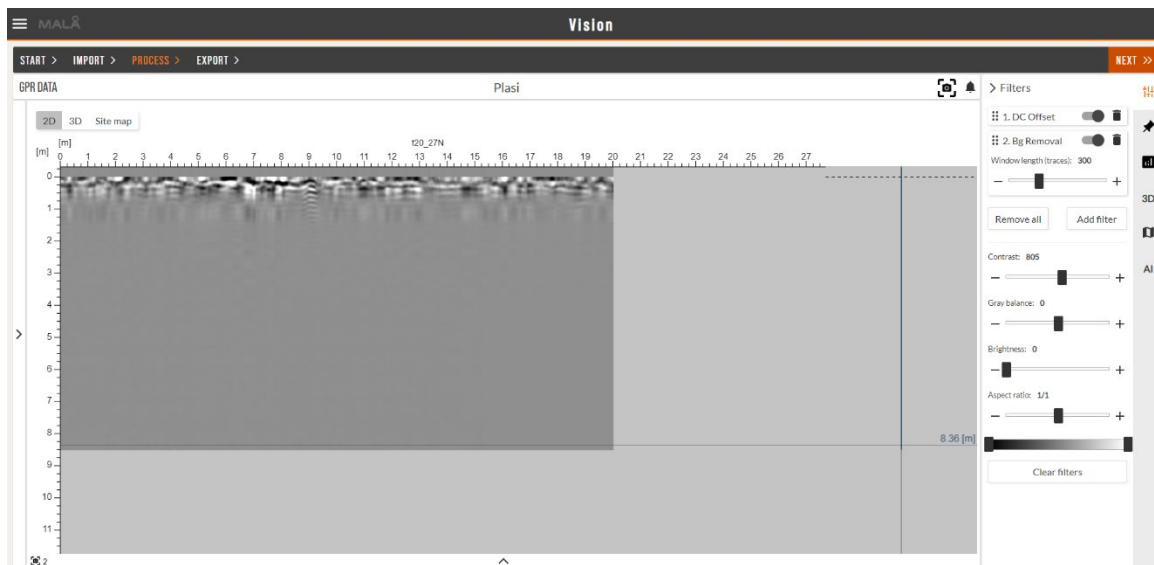 MALÅ
Vision
START > IMPORT > PROCESS > EXPORT >
NEXT >>
GPR DATA
Plasi
> Filters
2D 3D Site map
1. DC Offset
2. Bg Removal
Window length (traces): 300
− +
Remove all Add filter
Contrast: 805
− +
Gray balance: 0
− +
Brightness: 0
− +
Aspect ratio: 1/1
− +
Clear filters
3D
AI
[m]
t20_27N
[m]
0 1 2 3 4 5 6 7 8 9 10 11 12 13 14 15 16 17 18 19 20 21 22 23 24 25 26 27
0
1
2
3
4
5
6
7
8
9
10
11
8.36 [m]
2